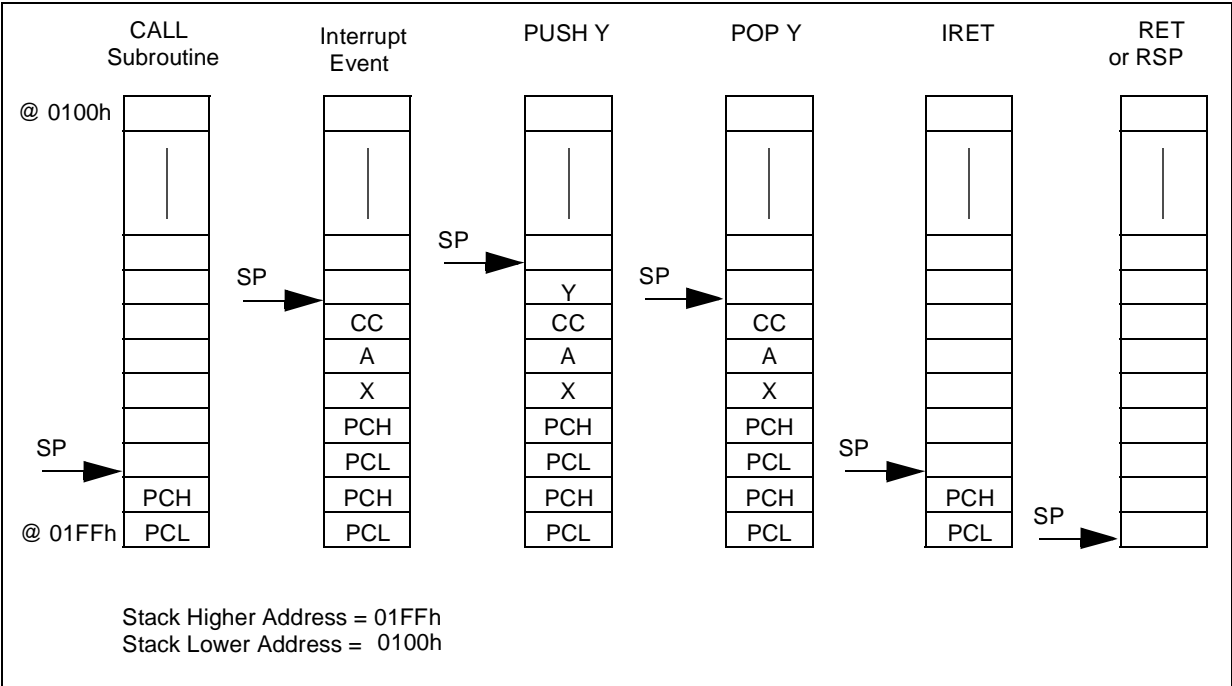 CALL
Subroutine
Interrupt
Event
PUSH Y
POP Y
IRET
RET
or RSP
@ 0100h
SP
SP
SP
Y
CC
CC
CC
A
A
A
X
X
X
PCH
PCH
PCH
SP
SP
PCL
PCL
PCL
PCH
PCH
PCH
PCH
PCH
SP
@ 01FFh
PCL
PCL
PCL
PCL
PCL
Stack Higher Address = 01FFh
Stack Lower Address = 0100h